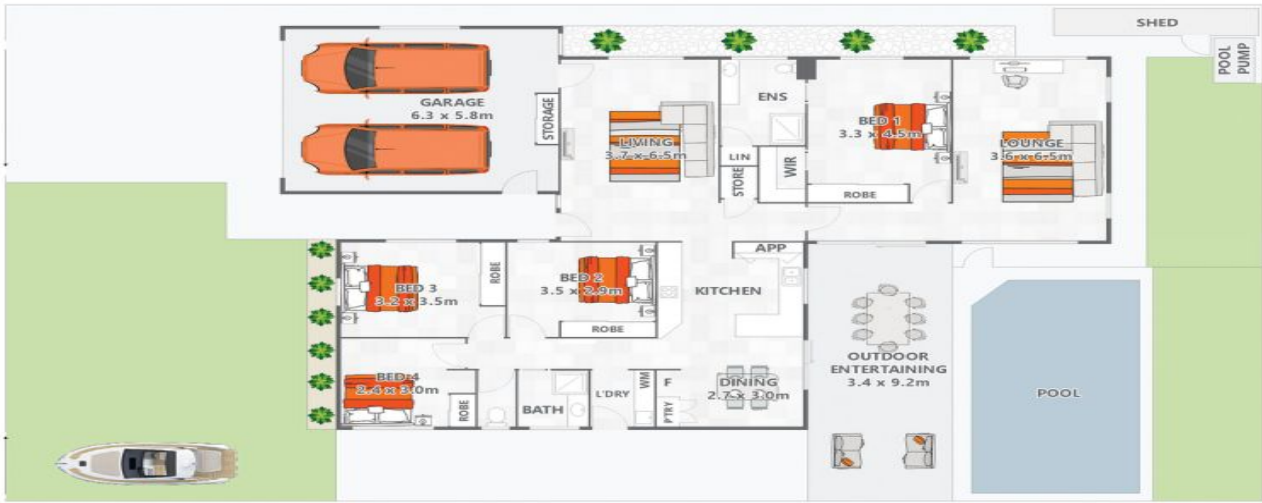 SHED
POOL
PUMP
GARAGE
6.3 x 5.8m
STORAGE
LIVING
3.7 x 6.5m
ENS
BED 1
3.3 x 4.5m
LOUNGE
3.6 x 6.5m
LIN
STORE
WIR
ROBE
BED 3
3.2 x 3.5m
ROBE
BED 2
3.5 x 2.9m
ROBE
APP
KITCHEN
OUTDOOR
ENTERTAINING
3.4 x 9.2m
POOL
BED 4
2.4 x 3.0m
ROBE
BATH
L'DRY
WM
F
P'TRY
DINING
2.7 x 3.0m